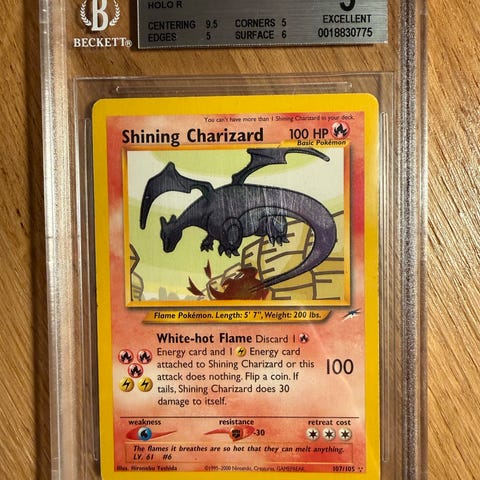 HOLO R
B
BECKETT®
CENTERING 9.5 CORNERS 5
EDGES 5 SURFACE 6
EXCELLENT
0018830775
You can't have more than 1 Shining Charizard in your deck.
Shining Charizard 100 HP
Basic Pokémon
Flame Pokémon. Length: 5' 7", Weight: 200 lbs.
White-hot Flame Discard 1
Energy card and 1 Energy card
attached to Shining Charizard or this
attack does nothing. Flip a coin. If
tails, Shining Charizard does 30
damage to itself.
100
weakness resistance retreat cost
-30
The flames it breathes are so hot that they can melt anything.
LV. 61 #6
Illus. Hironobu Yoshida ©1995-2000 Nintendo, Creatures, GAMEFREAK. 107/105